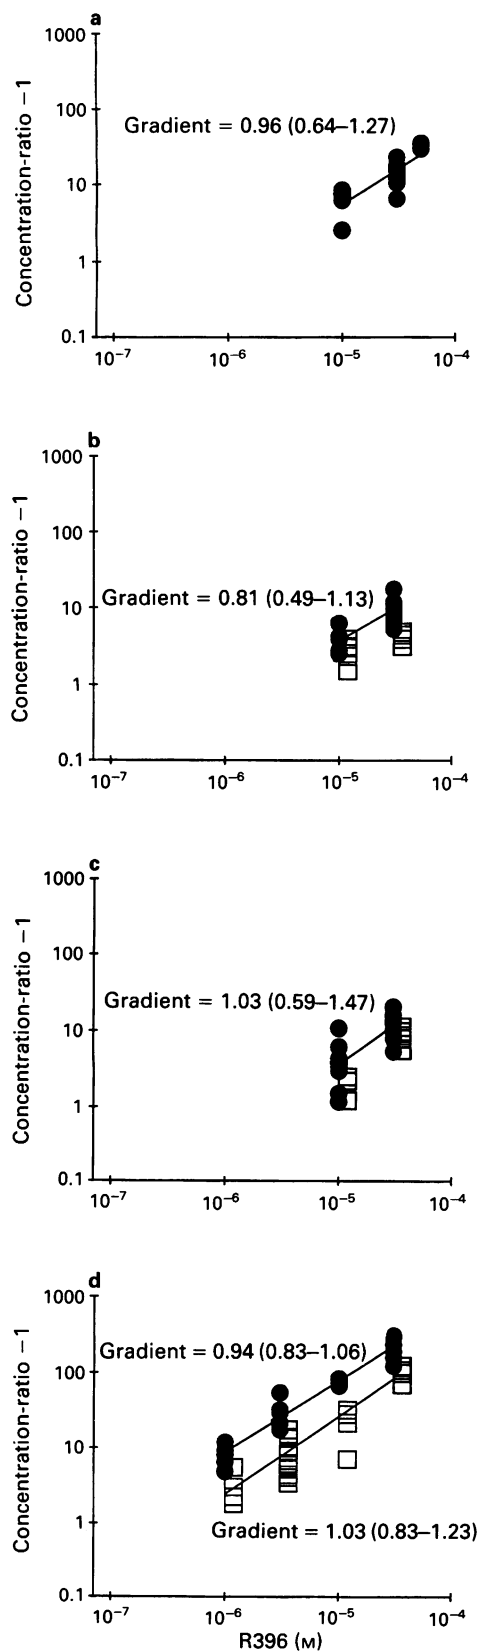 a
Concentration-ratio −1
1000
100
Gradient = 0.96 (0.64–1.27)
10
1
0.1
10⁻⁷ 10⁻⁶ 10⁻⁵ 10⁻⁴
b
Concentration-ratio −1
1000
100
Gradient = 0.81 (0.49–1.13)
10
1
0.1
10⁻⁷ 10⁻⁶ 10⁻⁵ 10⁻⁴
c
Concentration-ratio −1
1000
100
Gradient = 1.03 (0.59–1.47)
10
1
0.1
10⁻⁷ 10⁻⁶ 10⁻⁵ 10⁻⁴
d
Concentration-ratio −1
1000
Gradient = 0.94 (0.83–1.06)
100
10
1
Gradient = 1.03 (0.83–1.23)
0.1
10⁻⁷ 10⁻⁶ 10⁻⁵ 10⁻⁴
R396 (M)